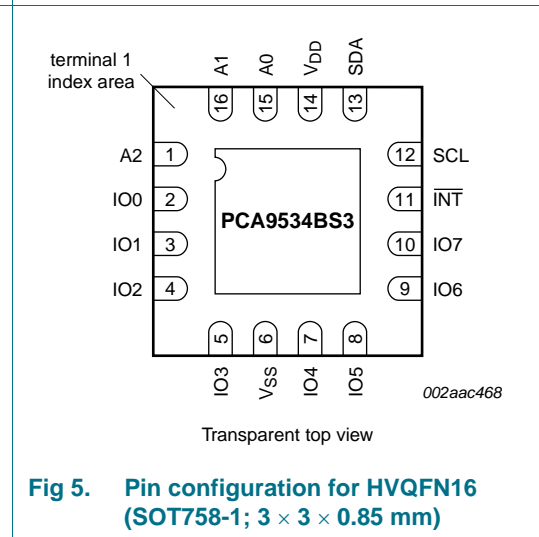 terminal 1
index area
A1
A0
VDD
SDA
16
15
14
13
A2 1
12 SCL
IO0 2
11 INT
PCA9534BS3
IO1 3
10 IO7
IO2 4
9 IO6
5
6
7
8
IO3
VSS
IO4
IO5
002aac468
Transparent top view
Fig 5. Pin configuration for HVQFN16
(SOT758-1; 3 × 3 × 0.85 mm)